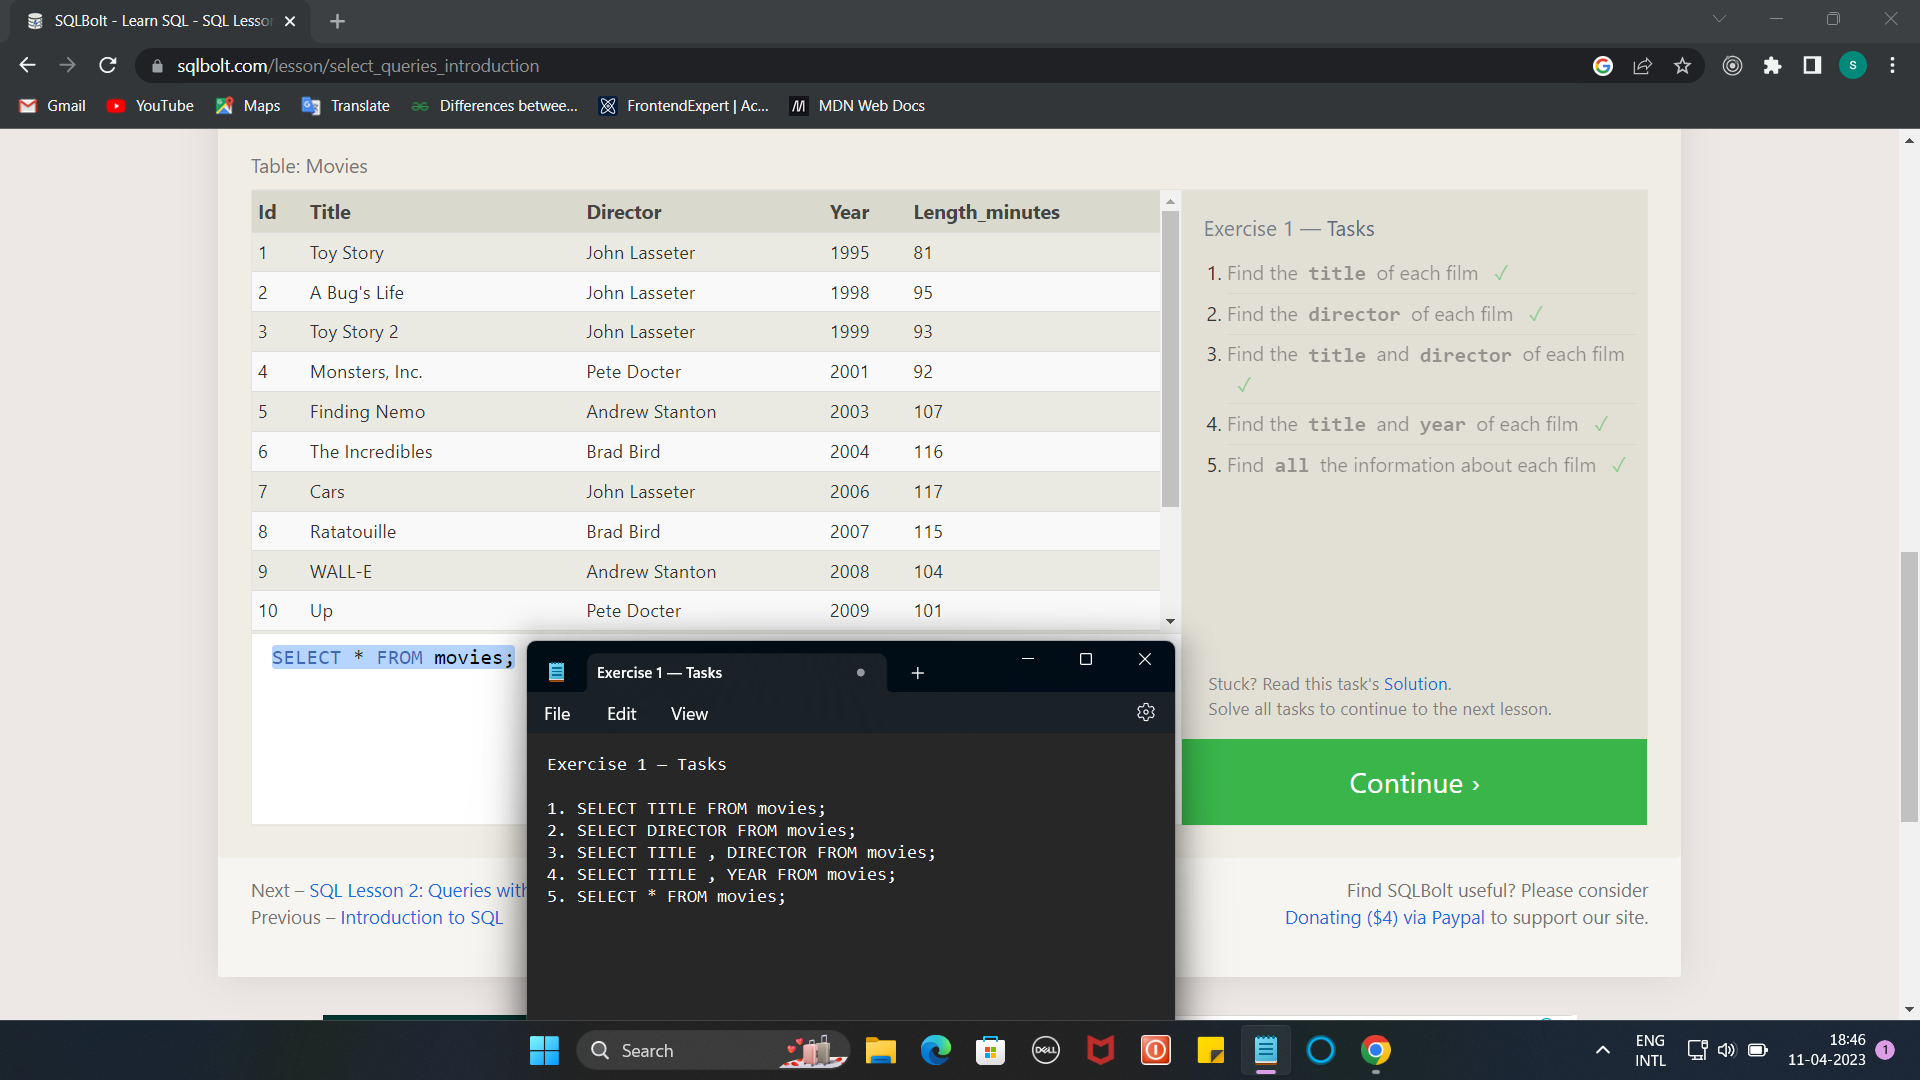 SQLBolt - Learn SQL - SQL Lesso
sqlbolt.com/lesson/select_queries_introduction
S
Gmail
YouTube
Maps
Translate
Differences betwee...
FrontendExpert | Ac...
MDN Web Docs
Table: Movies
Id Title Director Year Length_minutes
1 Toy Story John Lasseter 1995 81
2 A Bug's Life John Lasseter 1998 95
3 Toy Story 2 John Lasseter 1999 93
4 Monsters, Inc. Pete Docter 2001 92
5 Finding Nemo Andrew Stanton 2003 107
6 The Incredibles Brad Bird 2004 116
7 Cars John Lasseter 2006 117
8 Ratatouille Brad Bird 2007 115
9 WALL-E Andrew Stanton 2008 104
10 Up Pete Docter 2009 101
Exercise 1 — Tasks
1. Find the title of each film ✓
2. Find the director of each film ✓
3. Find the title and director of each film
✓
4. Find the title and year of each film ✓
5. Find all the information about each film ✓
Stuck? Read this task's Solution.
Solve all tasks to continue to the next lesson.
Continue ›
SELECT * FROM movies;
Exercise 1 — Tasks
File Edit View
Exercise 1 — Tasks
1. SELECT TITLE FROM movies;
2. SELECT DIRECTOR FROM movies;
3. SELECT TITLE , DIRECTOR FROM movies;
4. SELECT TITLE , YEAR FROM movies;
5. SELECT * FROM movies;
Next – SQL Lesson 2: Queries with
Previous – Introduction to SQL
Find SQLBolt useful? Please consider
Donating ($4) via Paypal to support our site.
Search
DELL
ENG
INTL
18:46
11-04-2023
1